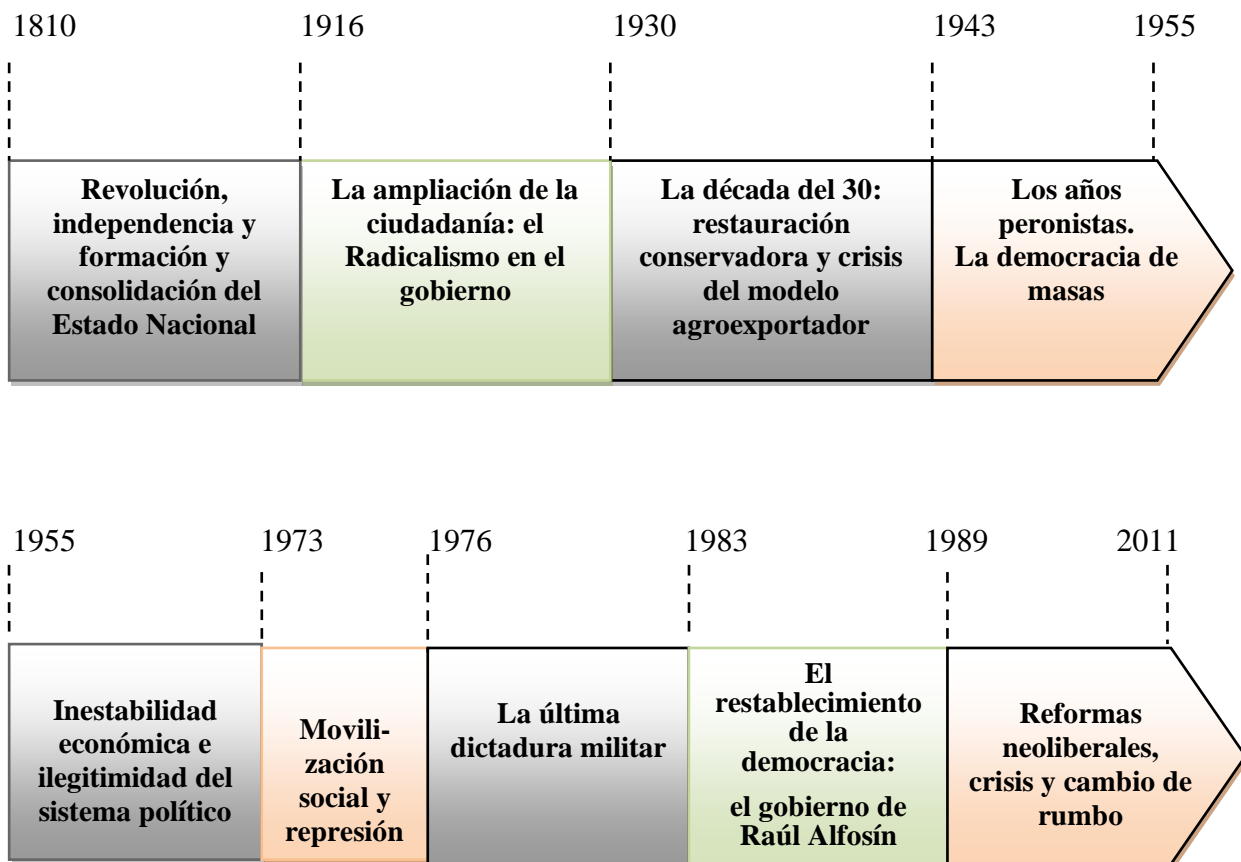 1810 1916 1930 1943 1955
Revolución,
independencia y
formación y
consolidación del
Estado Nacional
La ampliación de la
ciudadanía: el
Radicalismo en el
gobierno
La década del 30:
restauración
conservadora y crisis
del modelo
agroexportador
Los años
peronistas.
La democracia de
masas
1955 1973 1976 1983 1989 2011
Inestabilidad
económica e
ilegitimidad del
sistema político
Movili-
zación
social y
represión
La última
dictadura militar
El
restablecimiento
de la
democracia:
el gobierno de
Raúl Alfosín
Reformas
neoliberales,
crisis y cambio de
rumbo